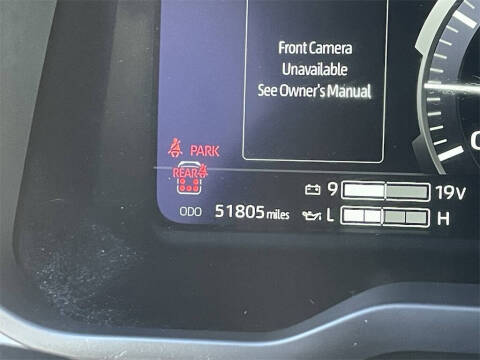 Front Camera
Unavailable
See Owner's Manual
PARK
REAR
9 19V
ODO 51805 miles
L H